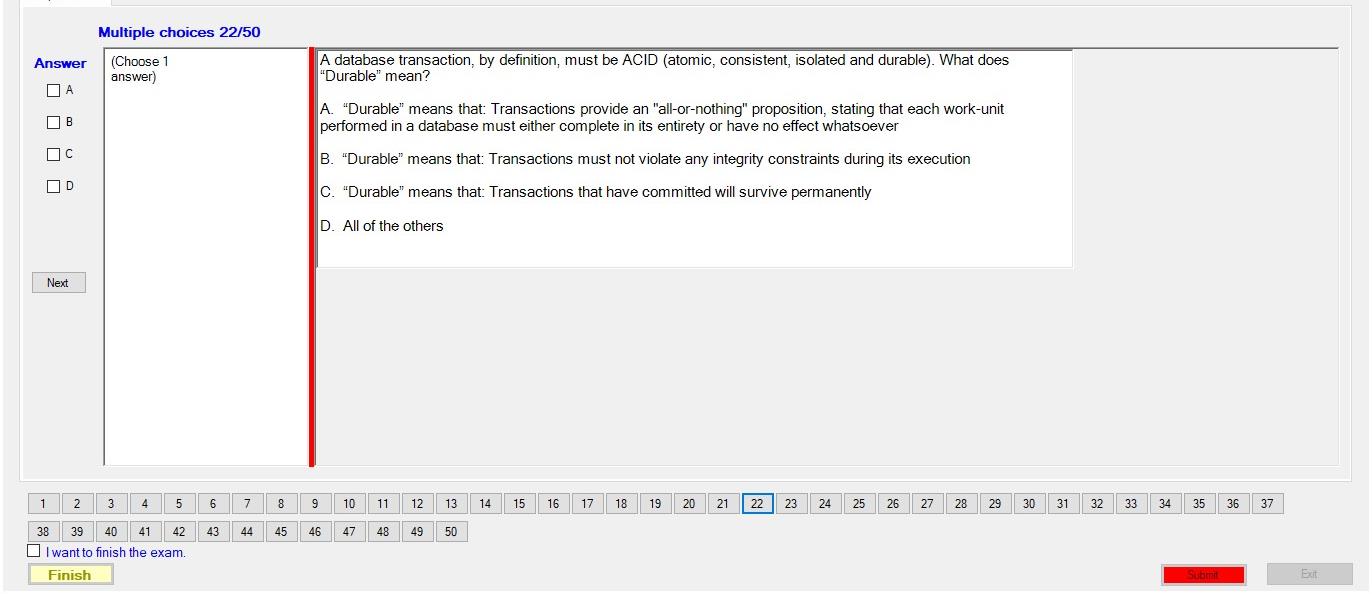 Multiple choices 22/50
Answer
A
B
C
D
Next
(Choose 1
answer)
A database transaction, by definition, must be ACID (atomic, consistent, isolated and durable). What does
“Durable” mean?
A. “Durable” means that: Transactions provide an "all-or-nothing" proposition, stating that each work-unit
performed in a database must either complete in its entirety or have no effect whatsoever
B. “Durable” means that: Transactions must not violate any integrity constraints during its execution
C. “Durable” means that: Transactions that have committed will survive permanently
D. All of the others
1 2 3 4 5 6 7 8 9 10 11 12 13 14 15 16 17 18 19 20 21 22 23 24 25 26 27 28 29 30 31 32 33 34 35 36 37
38 39 40 41 42 43 44 45 46 47 48 49 50
I want to finish the exam.
Finish
Submit
Exit